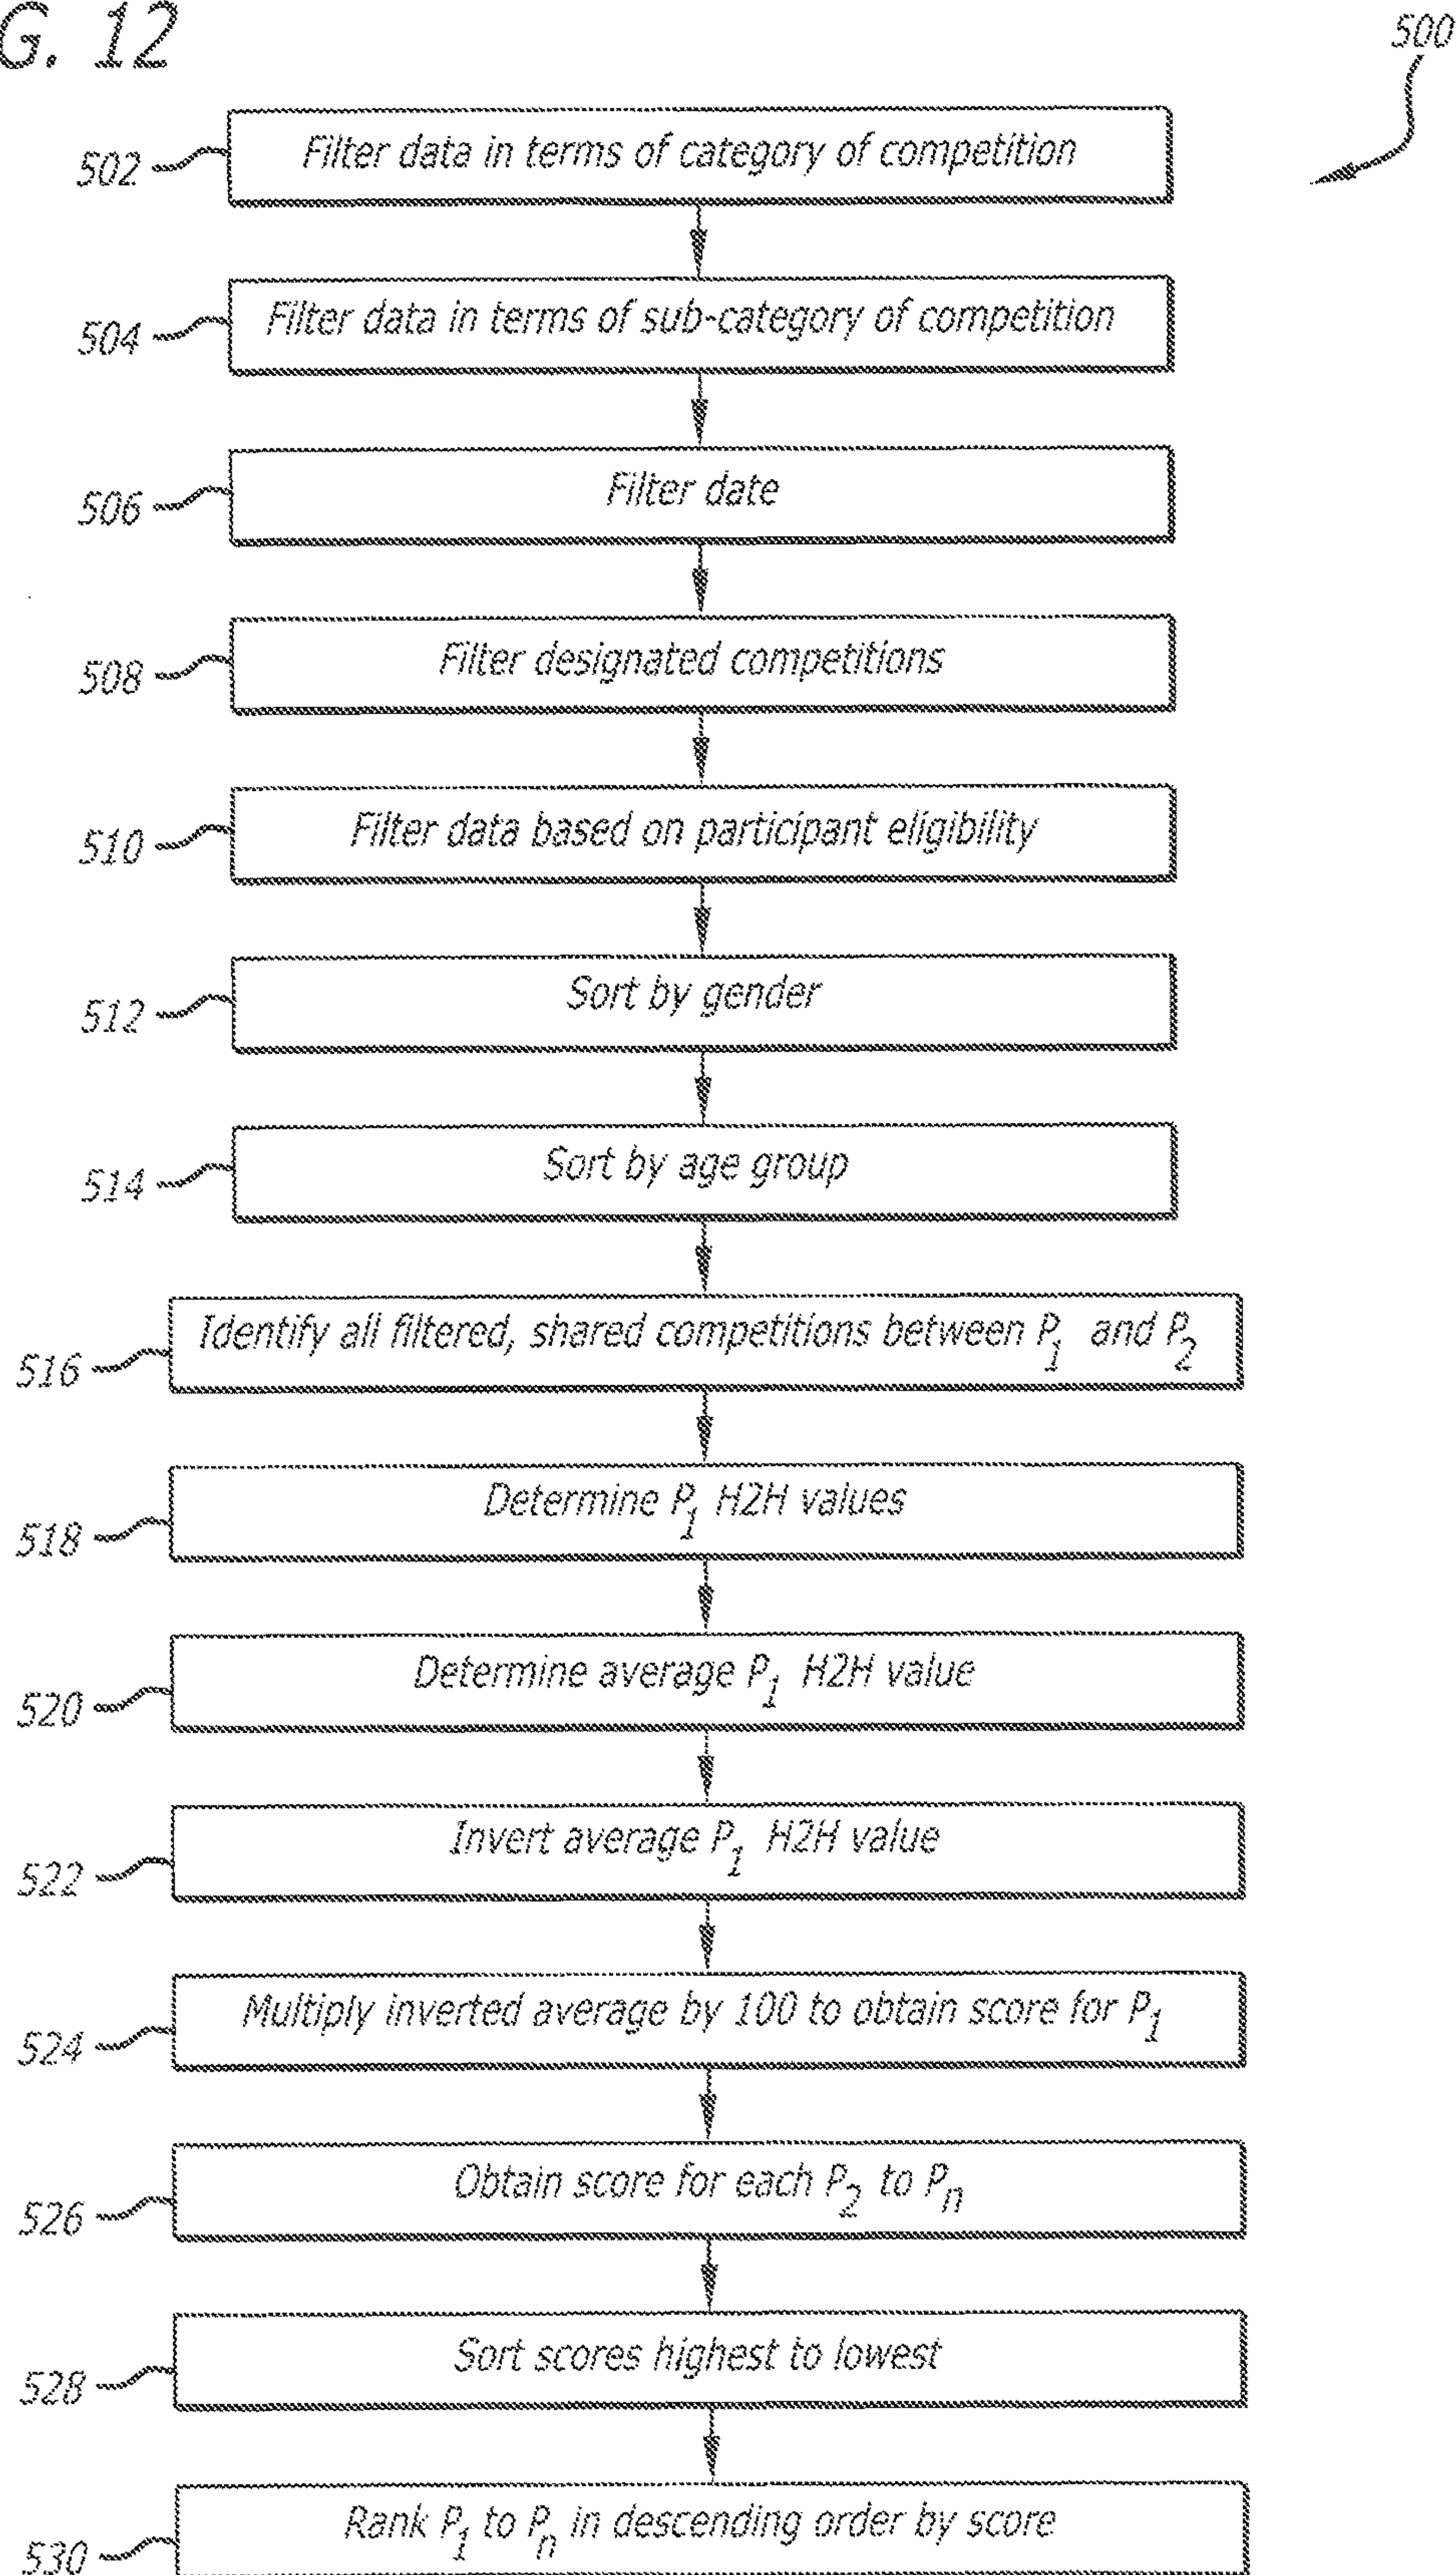 G. 12
500
502 Filter data in terms of category of competition
504 Filter data in terms of sub-category of competition
506 Filter date
508 Filter designated competitions
510 Filter data based on participant eligibility
512 Sort by gender
514 Sort by age group
516 Identify all filtered, shared competitions between P1 and P2
518 Determine P1 H2H values
520 Determine average P1 H2H value
522 Invert average P1 H2H value
524 Multiply inverted average by 100 to obtain score for P1
526 Obtain score for each P2 to Pn
528 Sort scores highest to lowest
530 Rank P1 to Pn in descending order by score